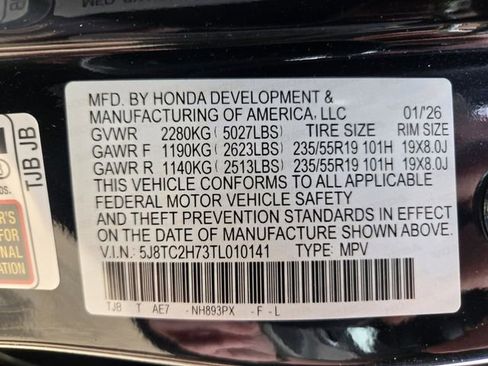 TJB JB
DS.
R'S
MFD. BY HONDA DEVELOPMENT &
MANUFACTURING OF AMERICA, LLC 01/'26
GVWR 2280KG (5027LBS) TIRE SIZE RIM SIZE
GAWR F 1190KG (2623LBS) 235/55R19 101H 19X8.0J
GAWR R 1140KG (2513LBS) 235/55R19 101H 19X8.0J
THIS VEHICLE CONFORMS TO ALL APPLICABLE
FEDERAL MOTOR VEHICLE SAFETY
AND THEFT PREVENTION STANDARDS IN EFFECT
ON THE DATE OF MANUFACTURE SHOWN ABOVE.
V.I.N.: 5J8TC2H73TL010141 TYPE: MPV
TJB T AE7 -NH893PX -F -L